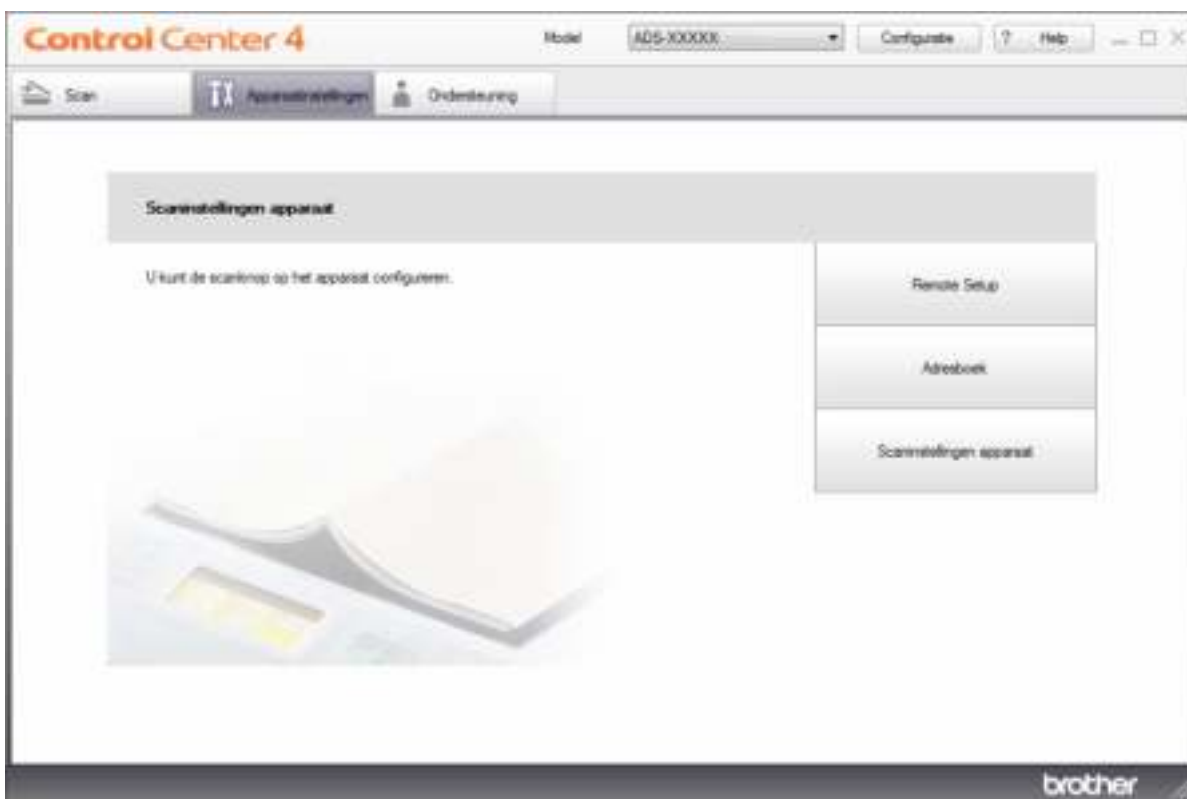 Control Center 4
Model ADS-XXXXX Configuratie ? Help
Scan Apparaatinstellingen Ondersteuning
Scaninstellingen apparaat
U kunt de scanknop op het apparaat configureren.
Remote Setup
Adresboek
Scaninstellingen apparaat
brother